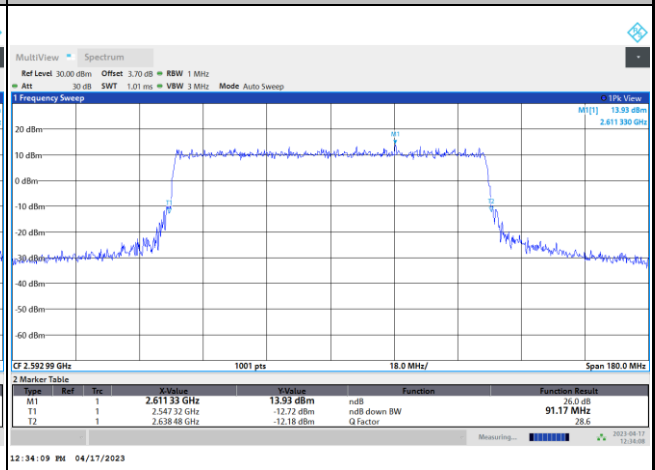 MultiView Spectrum
Ref Level 30.00 dBm Offset 3.70 dB RBW 1 MHz
Att 30 dB SWT 1.01 ms VBW 3 MHz Mode Auto Sweep
1 Frequency Sweep 1Pk View
M1[1] 13.93 dBm
2.611 330 GHz
M1
20 dBm
10 dBm
0 dBm
-10 dBm
T1 T2
-20 dBm
-30 dBm
-40 dBm
-50 dBm
-60 dBm
CF 2.592 99 GHz 1001 pts 18.0 MHz/ Span 180.0 MHz
2 Marker Table
Type Ref Trc X-Value Y-Value Function Function Result
M1 1 2.611 33 GHz 13.93 dBm ndB 26.0 dB
T1 1 2.547 32 GHz -12.72 dBm ndB down BW 91.17 MHz
T2 1 2.638 48 GHz -12.18 dBm Q Factor 28.6
Measuring... 2023-04-17
12:34:08
12:34:09 PM 04/17/2023